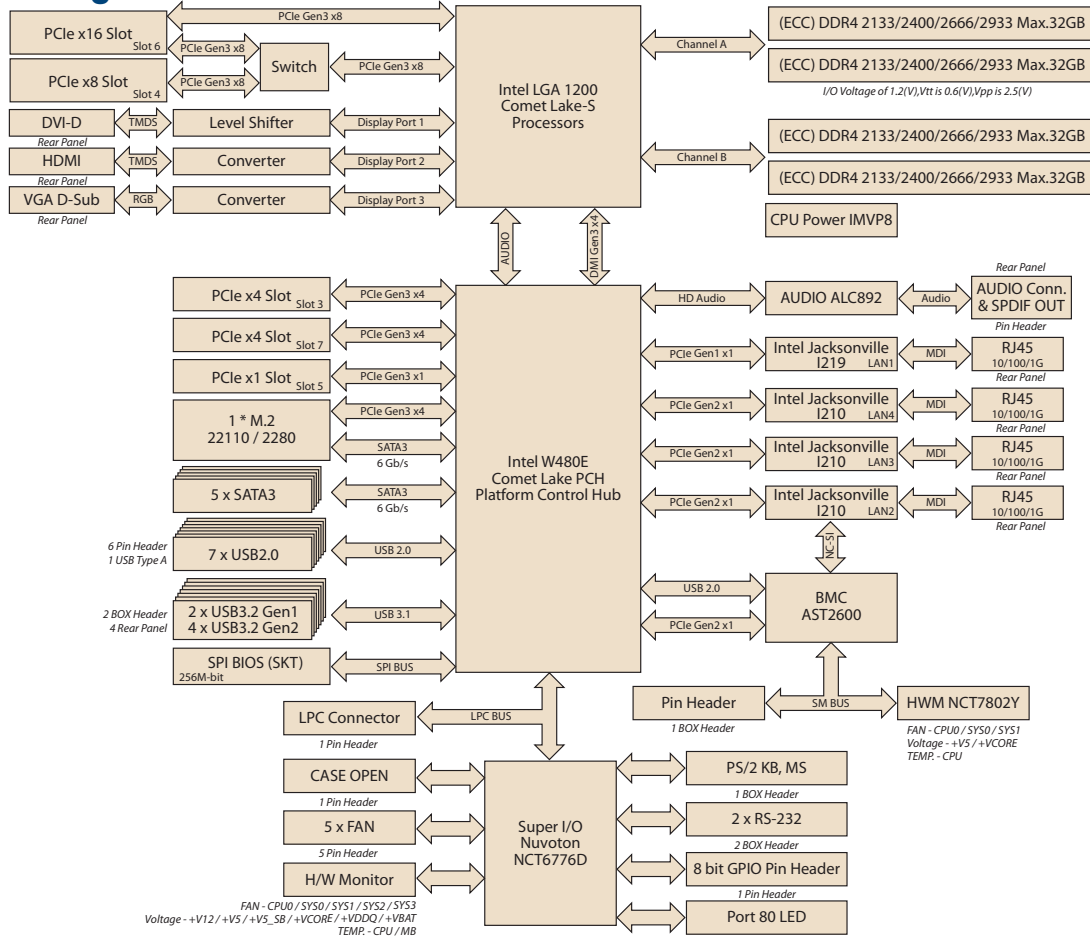 PCIe x16 Slot
Slot 6
PCIe Gen3 x8
PCIe Gen3 x8
Switch
PCIe Gen3 x8
PCIe x8 Slot
Slot 4
PCIe Gen3 x8
DVI-D
Rear Panel
TMDS
Level Shifter
Display Port 1
HDMI
Rear Panel
TMDS
Converter
Display Port 2
VGA D-Sub
Rear Panel
RGB
Converter
Display Port 3
Intel LGA 1200
Comet Lake-S
Processors
Channel A
(ECC) DDR4 2133/2400/2666/2933 Max.32GB
(ECC) DDR4 2133/2400/2666/2933 Max.32GB
I/O Voltage of 1.2(V),Vtt is 0.6(V),Vpp is 2.5(V)
Channel B
(ECC) DDR4 2133/2400/2666/2933 Max.32GB
(ECC) DDR4 2133/2400/2666/2933 Max.32GB
CPU Power IMVP8
AUDIO
DMI Gen3 x4
PCIe x4 Slot
Slot 3
PCIe Gen3 x4
PCIe x4 Slot
Slot 7
PCIe Gen3 x4
PCIe x1 Slot
Slot 5
PCIe Gen3 x1
1 * M.2
22110 / 2280
PCIe Gen3 x4
SATA3
6 Gb/s
5 x SATA3
SATA3
6 Gb/s
6 Pin Header
1 USB Type A
7 x USB2.0
USB 2.0
2 BOX Header
4 Rear Panel
2 x USB3.2 Gen1
4 x USB3.2 Gen2
USB 3.1
SPI BIOS (SKT)
256M-bit
SPI BUS
Intel W480E
Comet Lake PCH
Platform Control Hub
HD Audio
AUDIO ALC892
Audio
Rear Panel
AUDIO Conn.
& SPDIF OUT
Pin Header
PCIe Gen1 x1
Intel Jacksonville
I219
LAN1
MDI
RJ45
10/100/1G
Rear Panel
PCIe Gen2 x1
Intel Jacksonville
I210
LAN4
MDI
RJ45
10/100/1G
Rear Panel
PCIe Gen2 x1
Intel Jacksonville
I210
LAN3
MDI
RJ45
10/100/1G
Rear Panel
PCIe Gen2 x1
Intel Jacksonville
I210
LAN2
MDI
RJ45
10/100/1G
Rear Panel
NC-SI
USB 2.0
PCIe Gen2 x1
BMC
AST2600
Pin Header
1 BOX Header
SM BUS
HWM NCT7802Y
FAN - CPU0 / SYS0 / SYS1
Voltage - +V5 / +VCORE
TEMP. - CPU
LPC Connector
1 Pin Header
LPC BUS
CASE OPEN
1 Pin Header
5 x FAN
5 Pin Header
H/W Monitor
FAN - CPU0 / SYS0 / SYS1 / SYS2 / SYS3
Voltage - +V12 / +V5 / +V5_SB / +VCORE / +VDDQ / +VBAT
TEMP. - CPU / MB
Super I/O
Nuvoton
NCT6776D
PS/2 KB, MS
1 BOX Header
2 x RS-232
2 BOX Header
8 bit GPIO Pin Header
1 Pin Header
Port 80 LED